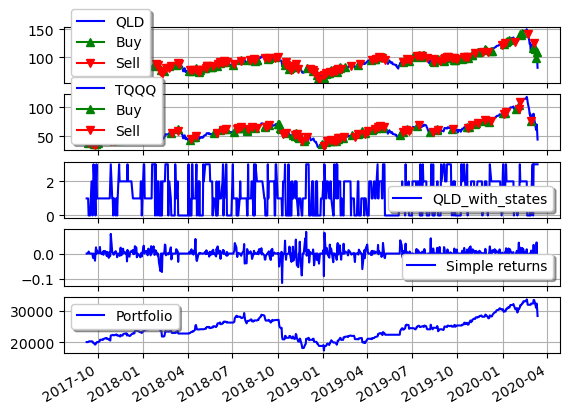 150
100
QLD
Buy
Sell
100
50
TQQQ
Buy
Sell
2
0
QLD_with_states
0.0
−0.1
Simple returns
30000
20000
Portfolio
2017-10
2018-01
2018-04
2018-07
2018-10
2019-01
2019-04
2019-07
2019-10
2020-01
2020-04